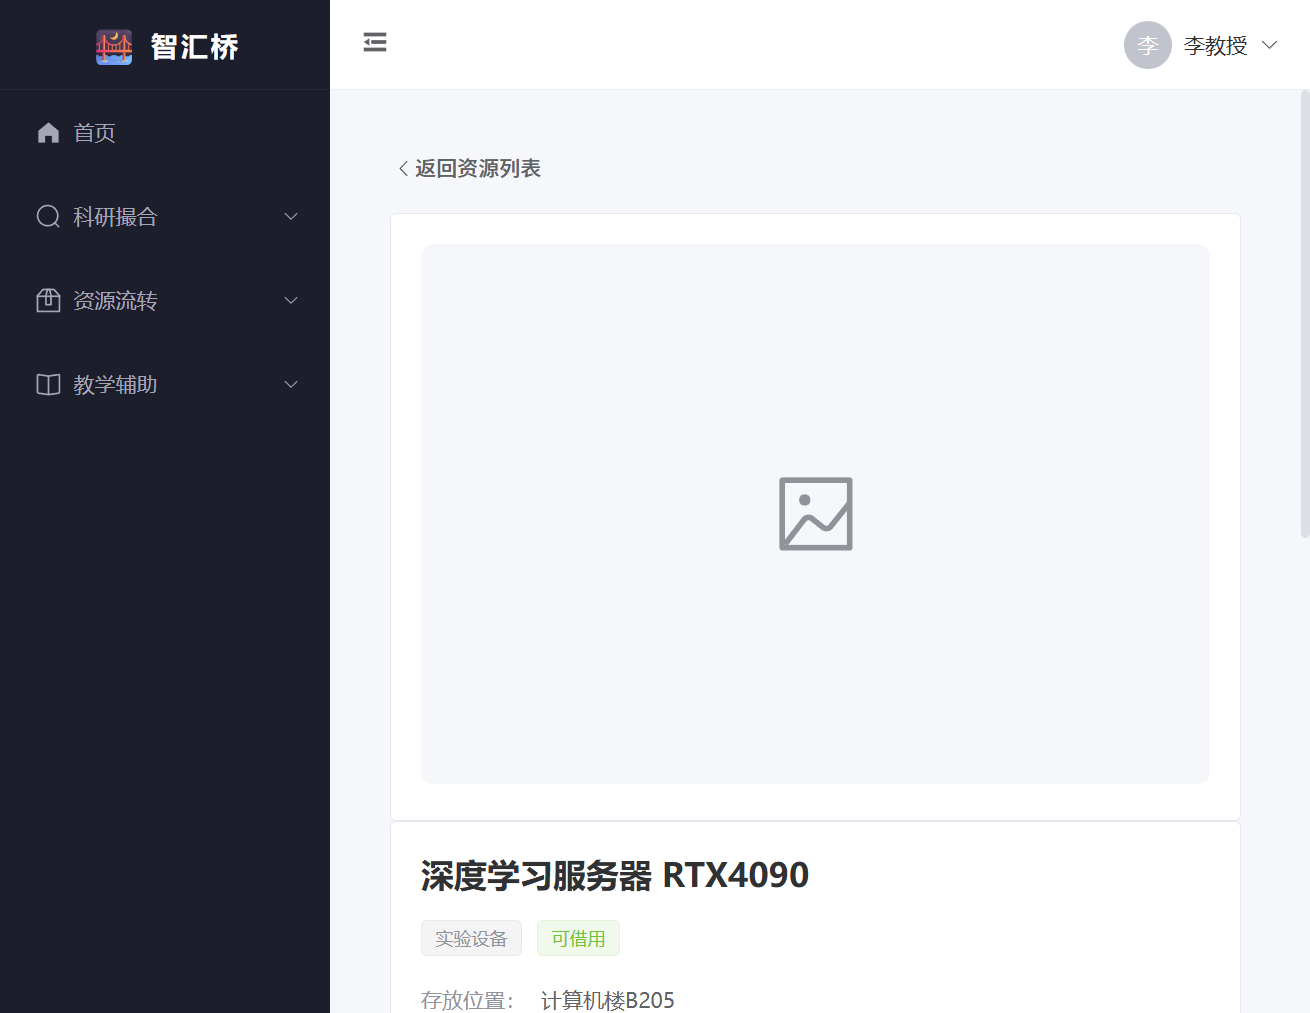 智汇桥
李
李教授
首页
科研撮合
资源流转
教学辅助
返回资源列表
深度学习服务器 RTX4090
实验设备
可借用
存放位置： 计算机楼B205